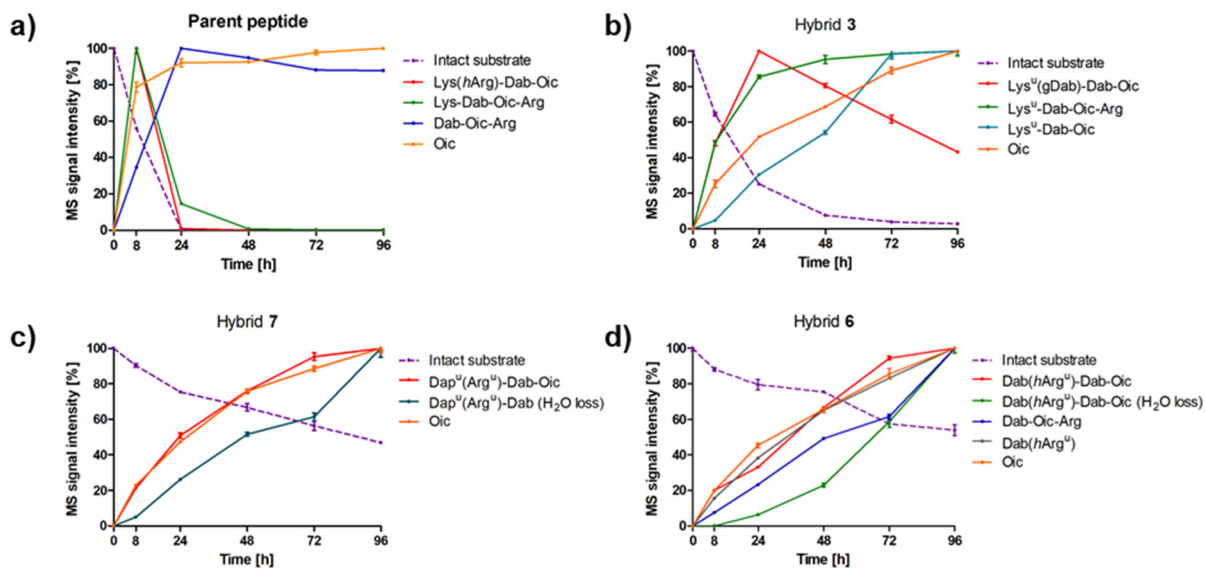 a)
Parent peptide
MS signal intensity [%]
100
80
60
40
20
0
0 8 24 48 72 96
Time [h]
Intact substrate
Lys(hArg)-Dab-Oic
Lys-Dab-Oic-Arg
Dab-Oic-Arg
Oic
b)
Hybrid 3
MS signal intensity [%]
100
80
60
40
20
0
0 8 24 48 72 96
Time [h]
Intact substrate
Lysᵘ(gDab)-Dab-Oic
Lysᵘ-Dab-Oic-Arg
Lysᵘ-Dab-Oic
Oic
c)
Hybrid 7
MS signal intensity [%]
100
80
60
40
20
0
0 8 24 48 72 96
Time [h]
Intact substrate
Dapᵘ(Argᵘ)-Dab-Oic
Dapᵘ(Argᵘ)-Dab (H₂O loss)
Oic
d)
Hybrid 6
MS signal intensity [%]
100
80
60
40
20
0
0 8 24 48 72 96
Time [h]
Intact substrate
Dab(hArgᵘ)-Dab-Oic
Dab(hArgᵘ)-Dab-Oic (H₂O loss)
Dab-Oic-Arg
Dab(hArgᵘ)
Oic